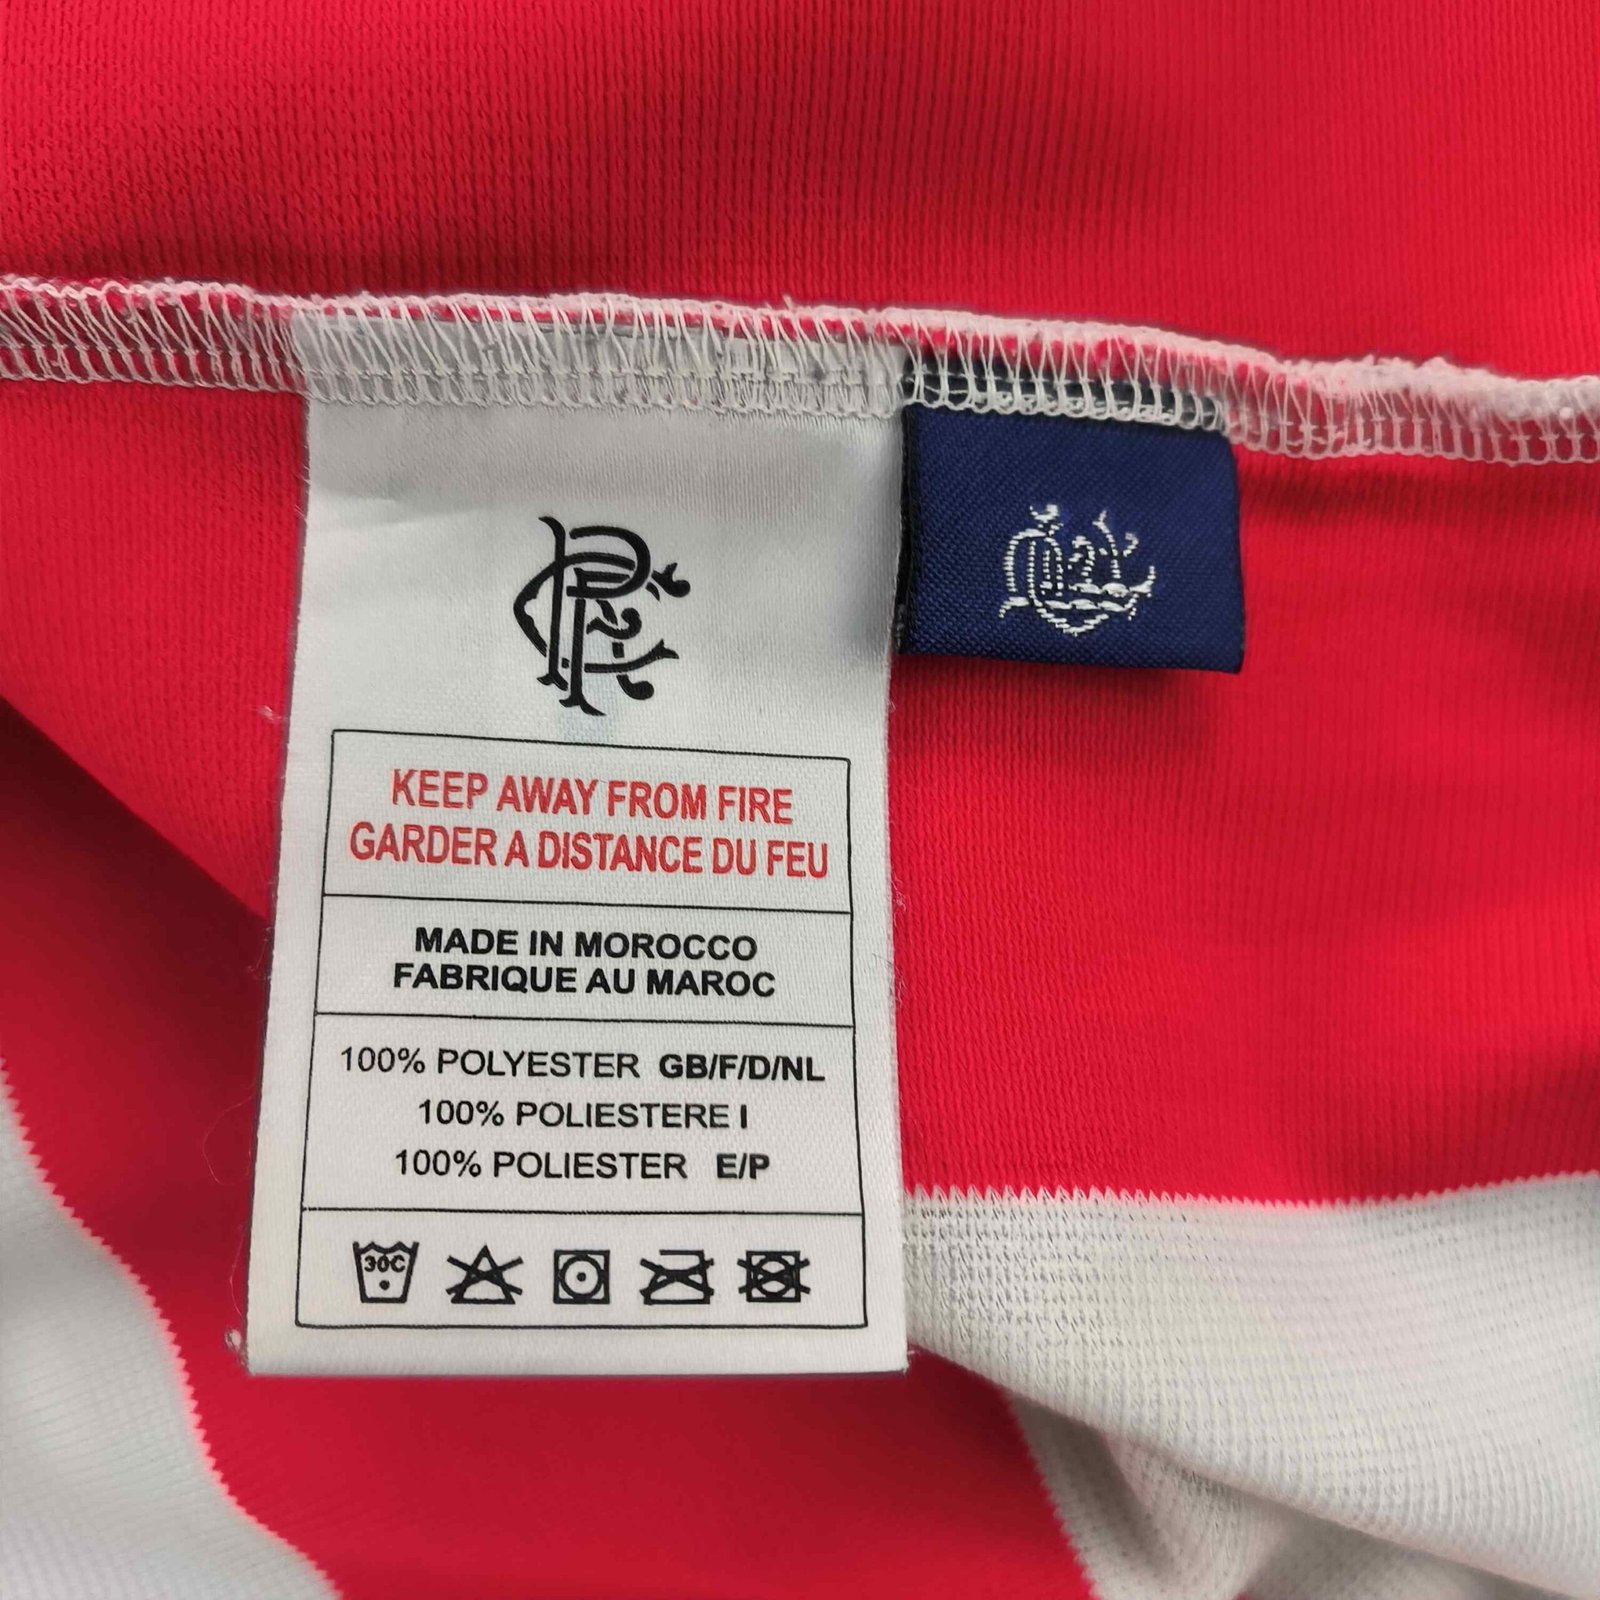 KEEP AWAY FROM FIRE
GARDER A DISTANCE DU FEU
MADE IN MOROCCO
FABRIQUE AU MAROC
100% POLYESTER GB/F/D/NL
100% POLIESTERE I
100% POLIESTER E/P
30C